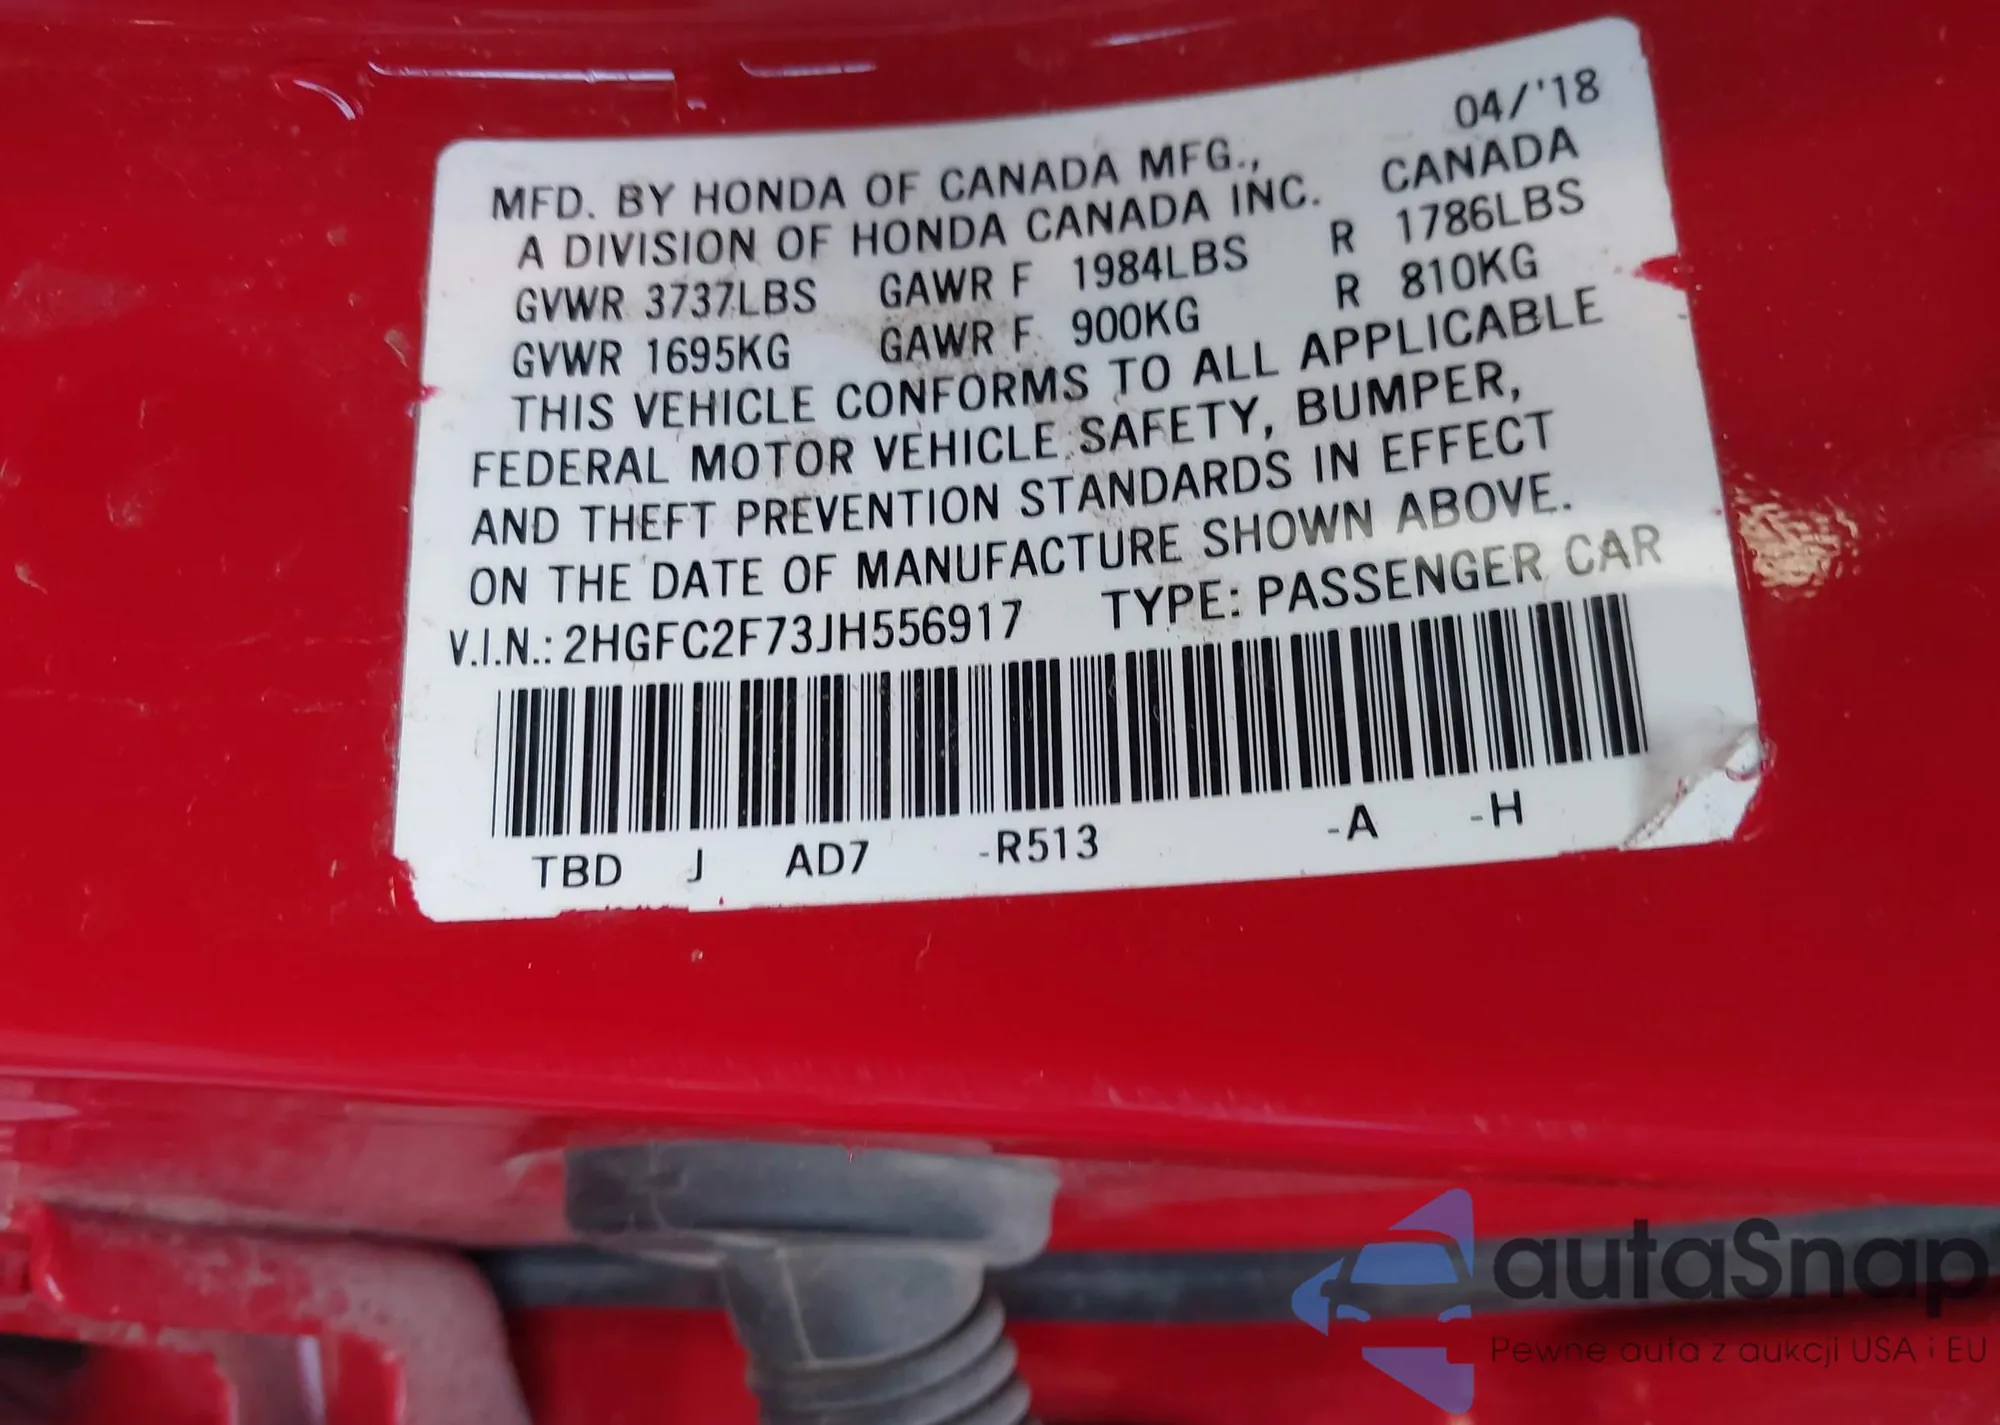 04/'18
MFD. BY HONDA OF CANADA MFG., CANADA
A DIVISION OF HONDA CANADA INC.
GVWR 3737LBS GAWR F 1984LBS R 1786LBS
GVWR 1695KG GAWR F 900KG R 810KG
THIS VEHICLE CONFORMS TO ALL APPLICABLE
FEDERAL MOTOR VEHICLE SAFETY, BUMPER,
AND THEFT PREVENTION STANDARDS IN EFFECT
ON THE DATE OF MANUFACTURE SHOWN ABOVE.
V.I.N.: 2HGFC2F73JH556917 TYPE: PASSENGER CAR
TBD J AD7 -R513 -A -H
autaSnap
Pewne auta z aukcji USA i EU